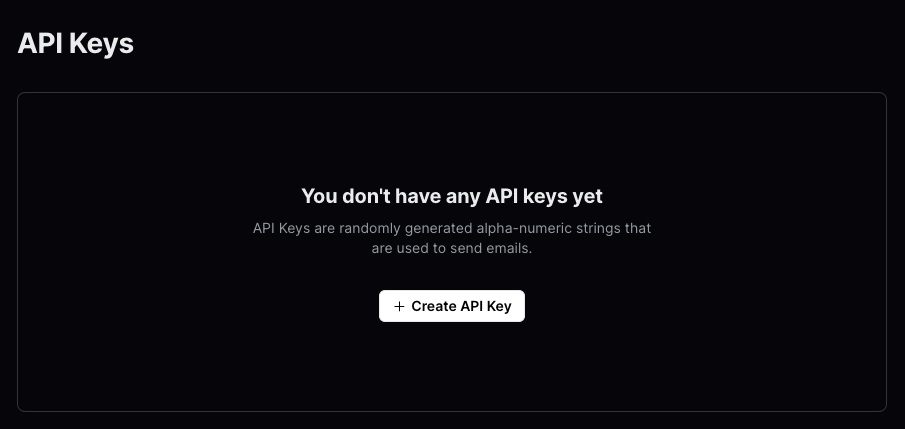 API Keys
You don't have any API keys yet
API Keys are randomly generated alpha-numeric strings that
are used to send emails.
+ Create API Key